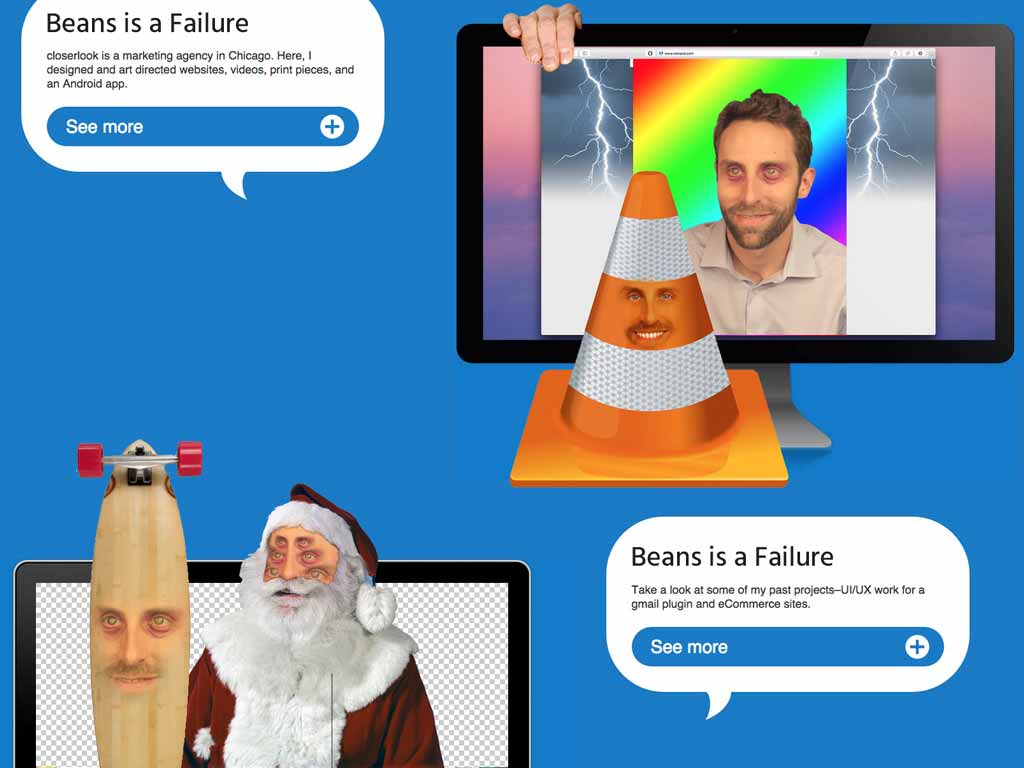 Beans is a Failure
closerlook is a marketing agency in Chicago. Here, I
designed and art directed websites, videos, print pieces, and
an Android app.
See more
Beans is a Failure
Take a look at some of my past projects–UI/UX work for a
gmail plugin and eCommerce sites.
See more